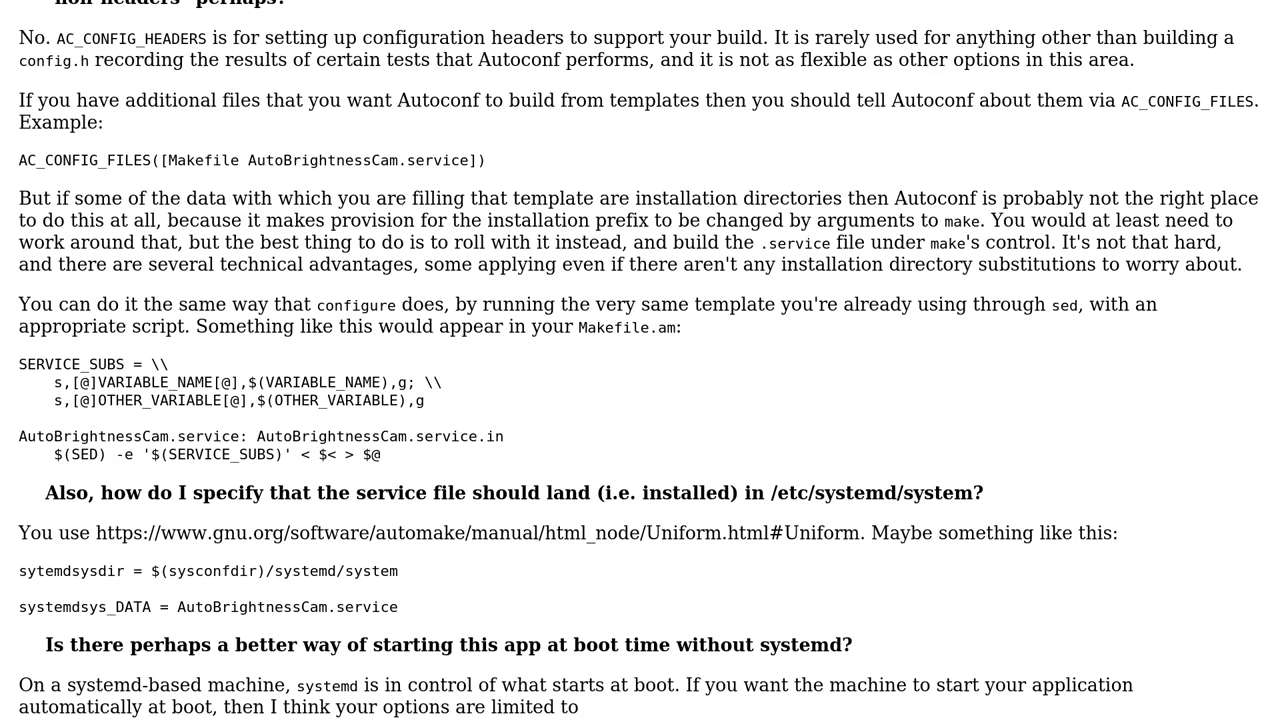 non-headers" perhaps?
No. AC_CONFIG_HEADERS is for setting up configuration headers to support your build. It is rarely used for anything other than building a
config.h recording the results of certain tests that Autoconf performs, and it is not as flexible as other options in this area.
If you have additional files that you want Autoconf to build from templates then you should tell Autoconf about them via AC_CONFIG_FILES.
Example:
AC_CONFIG_FILES([Makefile AutoBrightnessCam.service])
But if some of the data with which you are filling that template are installation directories then Autoconf is probably not the right place
to do this at all, because it makes provision for the installation prefix to be changed by arguments to make. You would at least need to
work around that, but the best thing to do is to roll with it instead, and build the .service file under make's control. It's not that hard,
and there are several technical advantages, some applying even if there aren't any installation directory substitutions to worry about.
You can do it the same way that configure does, by running the very same template you're already using through sed, with an
appropriate script. Something like this would appear in your Makefile.am:
SERVICE_SUBS = \\
    s,[@]VARIABLE_NAME[@],$(VARIABLE_NAME),g; \\
    s,[@]OTHER_VARIABLE[@],$(OTHER_VARIABLE),g
AutoBrightnessCam.service: AutoBrightnessCam.service.in
    $(SED) -e '$(SERVICE_SUBS)' < $< > $@
Also, how do I specify that the service file should land (i.e. installed) in /etc/systemd/system?
You use https://www.gnu.org/software/automake/manual/html_node/Uniform.html#Uniform. Maybe something like this:
sytemdsysdir = $(sysconfdir)/systemd/system
systemdsys_DATA = AutoBrightnessCam.service
Is there perhaps a better way of starting this app at boot time without systemd?
On a systemd-based machine, systemd is in control of what starts at boot. If you want the machine to start your application
automatically at boot, then I think your options are limited to